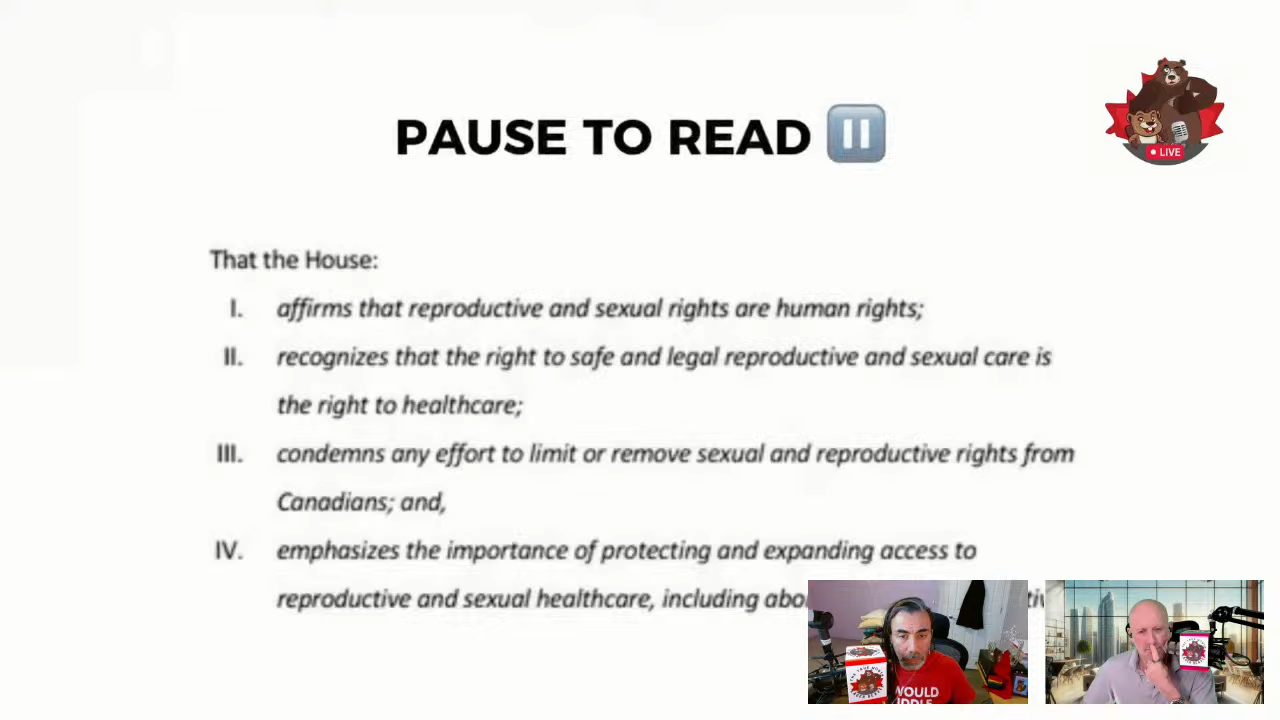 PAUSE TO READ
LIVE
That the House:
I. affirms that reproductive and sexual rights are human rights;
II. recognizes that the right to safe and legal reproductive and sexual care is
the right to healthcare;
III. condemns any effort to limit or remove sexual and reproductive rights from
Canadians; and,
IV. emphasizes the importance of protecting and expanding access to
reproductive and sexual healthcare, including
WOULD